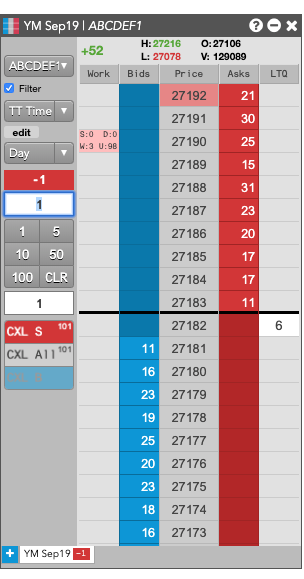 YM Sep19 | ABCDEF1
+52 H: 27216 O: 27106
L: 27078 V: 129089
ABCDEF1
Filter
TT Time
edit
Day
-1
1
1 5
10 50
100 CLR
1
CXL S 101
CXL All 101
Work Bids Price Asks LTQ
27192 21
27191 30
S:0 D:0
W:3 U:98
27190 25
27189 15
27188 31
27187 23
27186 20
27185 17
27184 17
27183 11
27182 6
11 27181
16 27180
23 27179
19 27178
25 27177
20 27176
23 27175
18 27174
16 27173
+ YM Sep19 -1